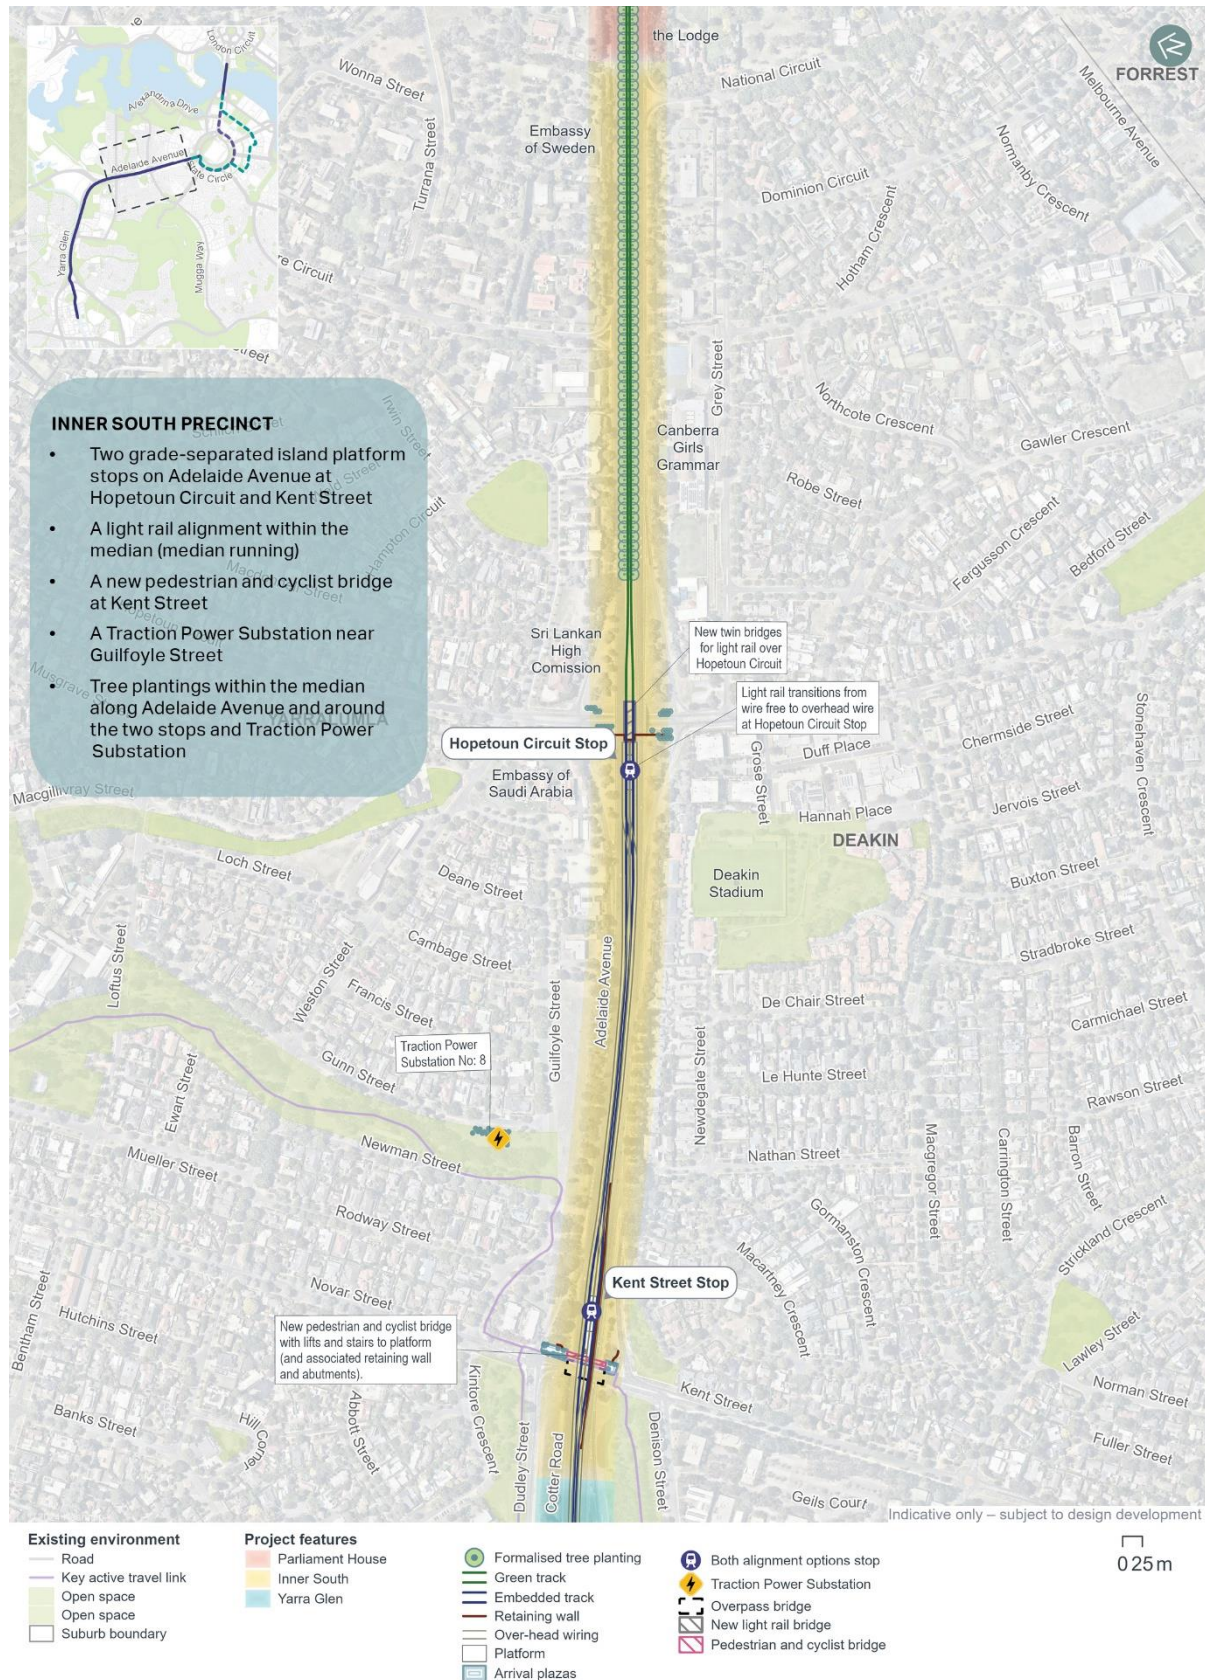 London Circuit
Alexandrina Drive
Adelaide Avenue
State Circle
Yarra Glen
Mugga Way
the Lodge
FORREST
Wonna Street
National Circuit
Melbourne Avenue
Embassy
of Sweden
Turrana Street
Normanby Crescent
Dominion Circuit
Hotham Crescent
re Circuit
Street
Grey Street
Northcote Crescent
Gawler Crescent
Canberra
Girls
Grammar
Robe Street
Fergusson Crescent
Bedford Street
INNER SOUTH PRECINCT
• Two grade-separated island platform
stops on Adelaide Avenue at
Hopetoun Circuit and Kent Street
• A light rail alignment within the
median (median running)
• A new pedestrian and cyclist bridge
at Kent Street
• A Traction Power Substation near
Guilfoyle Street
• Tree plantings within the median
along Adelaide Avenue and around
the two stops and Traction Power
Substation
Irwin Street
Hampton Circuit
Musgrave Street
YARRALUMLA
Sri Lankan
High
Comission
New twin bridges
for light rail over
Hopetoun Circuit
Light rail transitions from
wire free to overhead wire
at Hopetoun Circuit Stop
Hopetoun Circuit Stop
Embassy of
Saudi Arabia
Grose Street
Duff Place
Chermside Street
Stonehaven Crescent
Macgillivray Street
Hannah Place
Jervois Street
DEAKIN
Loch Street
Deane Street
Deakin
Stadium
Buxton Street
Cambage Street
Stradbroke Street
Loftus Street
Weston Street
Francis Street
Adelaide Avenue
De Chair Street
Carmichael Street
Traction Power
Substation No: 8
Guilfoyle Street
Gunn Street
Newdegate Street
Le Hunte Street
Rawson Street
Ewart Street
Newman Street
Mueller Street
Nathan Street
Macgregor Street
Carrington Street
Barron Street
Rodway Street
Gormanston Crescent
Macartney Crescent
Strickland Crescent
Kent Street Stop
Novar Street
Bentham Street
Hutchins Street
New pedestrian and cyclist bridge
with lifts and stairs to platform
(and associated retaining wall
and abutments).
Lawley Street
Kintore Crescent
Kent Street
Norman Street
Banks Street
Hill Corner
Abbott Street
Dudley Street
Cotter Road
Denison Street
Fuller Street
Geils Court
Indicative only – subject to design development
Existing environment
Road
Key active travel link
Open space
Open space
Suburb boundary
Project features
Parliament House
Inner South
Yarra Glen
Formalised tree planting
Green track
Embedded track
Retaining wall
Over-head wiring
Platform
Arrival plazas
Both alignment options stop
Traction Power Substation
Overpass bridge
New light rail bridge
Pedestrian and cyclist bridge
0 25 m